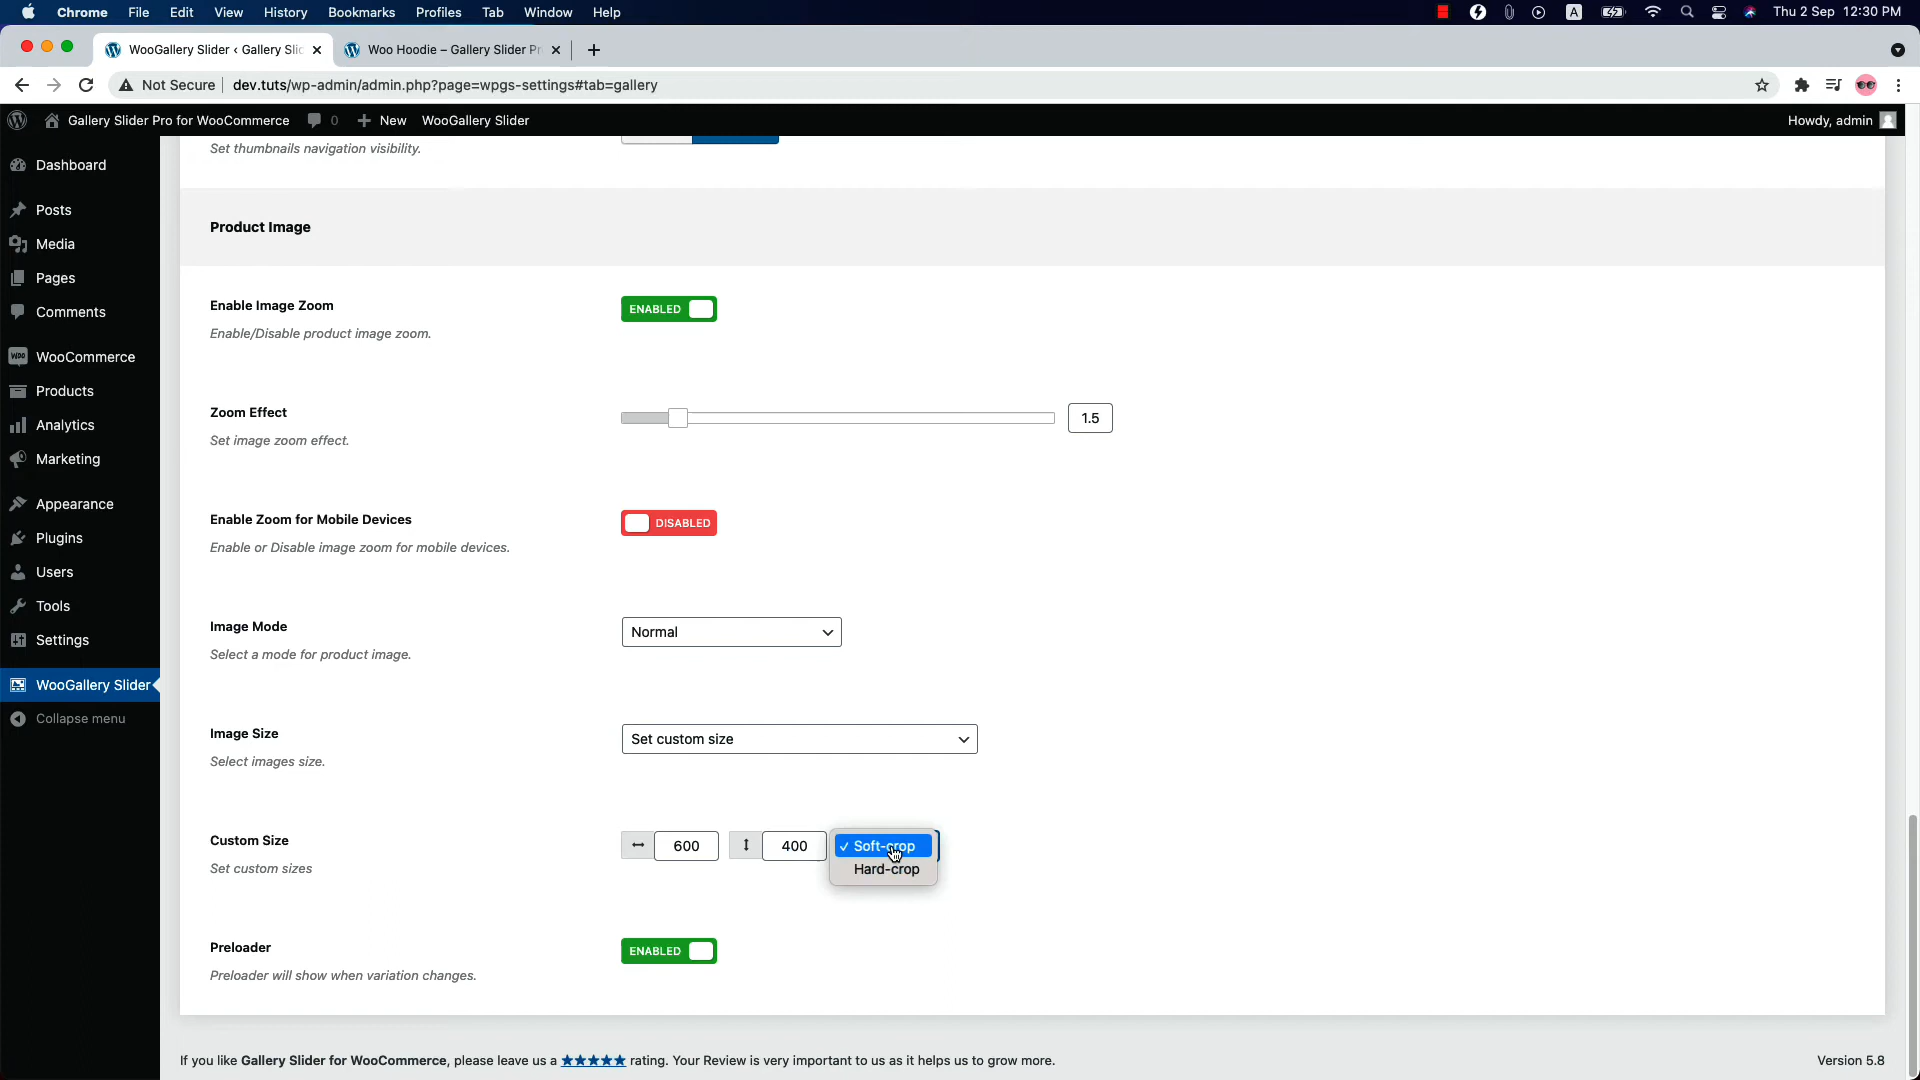 Chrome File Edit View History Bookmarks Profiles Tab Window Help A Thu 2 Sep 12:30 PM
WooGallery Slider ‹ Gallery Slid Woo Hoodie – Gallery Slider Pr
Not Secure dev.tuts/wp-admin/admin.php?page=wpgs-settings#tab=gallery
Gallery Slider Pro for WooCommerce 0 New WooGallery Slider Howdy, admin
Dashboard
Posts
Media
Pages
Comments
WooCommerce
Products
Analytics
Marketing
Appearance
Plugins
Users
Tools
Settings
WooGallery Slider
Collapse menu
Set thumbnails navigation visibility.
Product Image
Enable Image Zoom
Enable/Disable product image zoom.
ENABLED
Zoom Effect
Set image zoom effect.
1.5
Enable Zoom for Mobile Devices
Enable or Disable image zoom for mobile devices.
DISABLED
Image Mode
Select a mode for product image.
Normal
Image Size
Select images size.
Set custom size
Custom Size
Set custom sizes
600 400 ✓ Soft-crop
Hard-crop
Preloader
Preloader will show when variation changes.
ENABLED
If you like Gallery Slider for WooCommerce, please leave us a ★★★★★ rating. Your Review is very important to us as it helps us to grow more.
Version 5.8